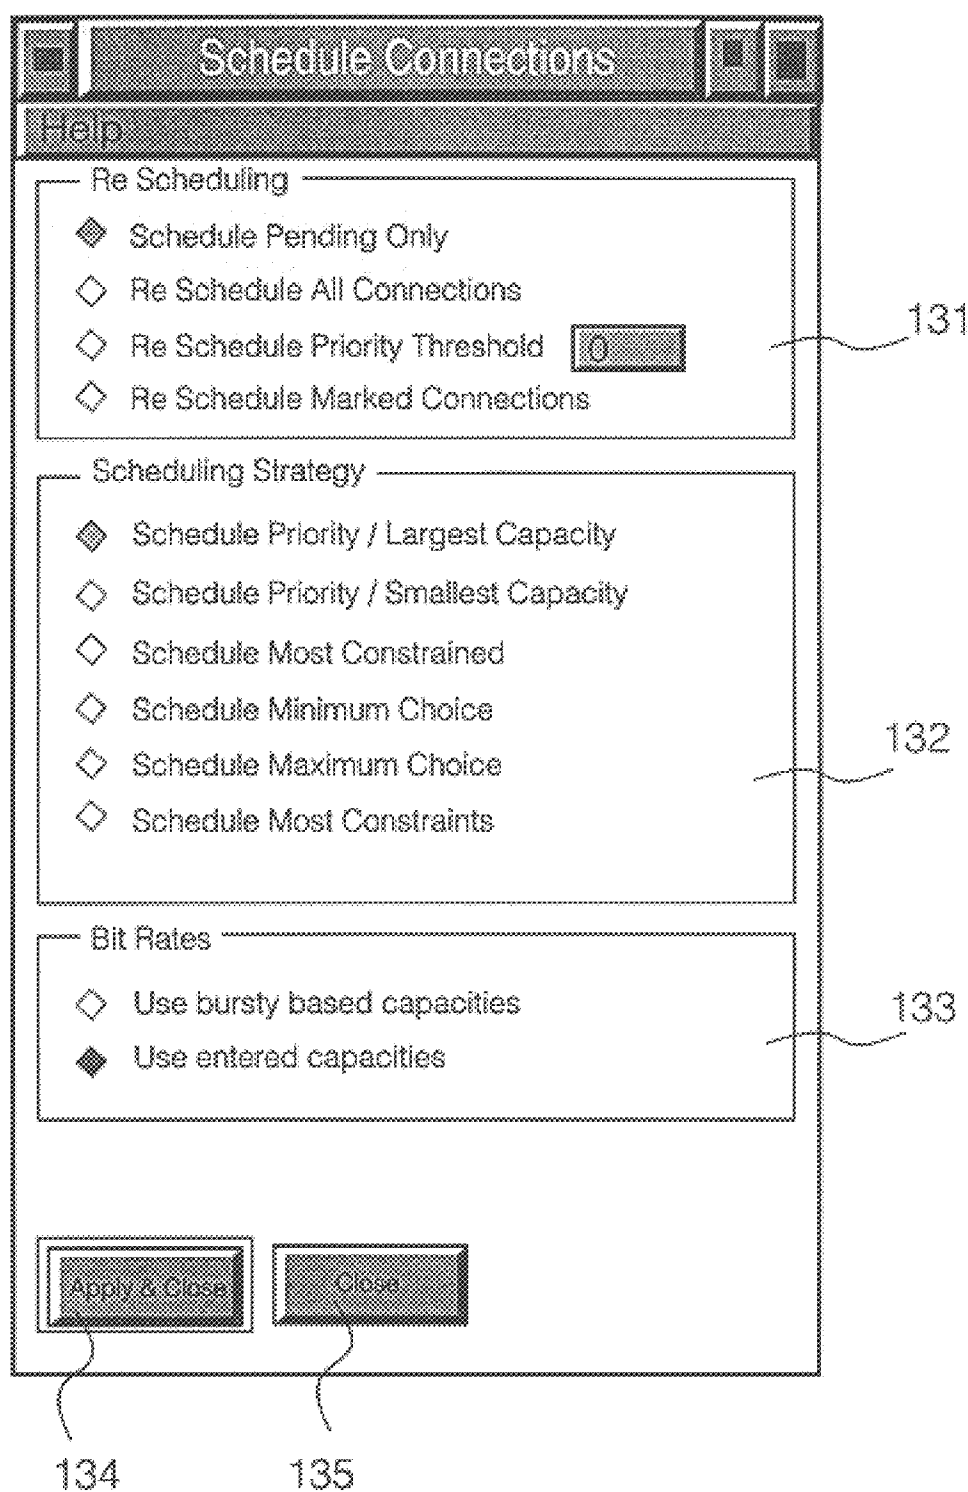 Schedule Connections
Help
Re Scheduling
Schedule Pending Only
Re Schedule All Connections
Re Schedule Priority Threshold 0
Re Schedule Marked Connections
131
Scheduling Strategy
Schedule Priority / Largest Capacity
Schedule Priority / Smallest Capacity
Schedule Most Constrained
Schedule Minimum Choice
Schedule Maximum Choice
Schedule Most Constraints
132
Bit Rates
Use bursty based capacities
Use entered capacities
133
Apply & Close
Close
134
135